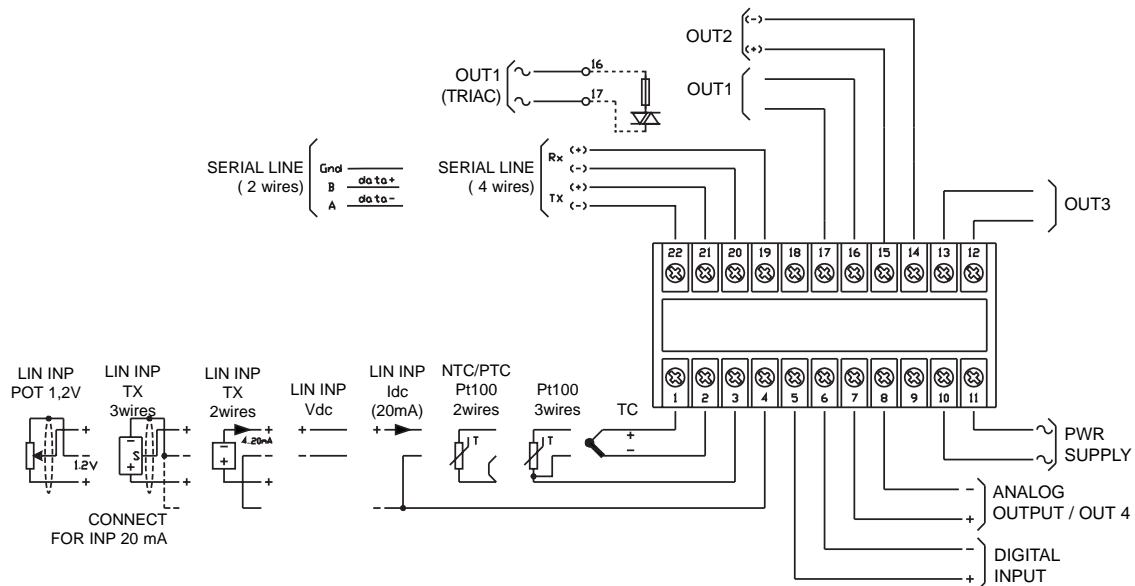 (-)
OUT2
(+)
OUT1
(TRIAC)
16
17
OUT1
SERIAL LINE
( 2 wires)
Gnd
B data+
A data-
SERIAL LINE
( 4 wires)
Rx (+)
(-)
(+)
TX (-)
OUT3
22 21 20 19 18 17 16 15 14 13 12
1 2 3 4 5 6 7 8 9 10 11
LIN INP
POT 1,2V
+
-
1.2V
+
LIN INP
TX
3wires
-
S
+
+
-
+
-
CONNECT
FOR INP 20 mA
LIN INP
TX
2wires
-
+
+
4..20mA
-
+
-
LIN INP
Vdc
+
-
LIN INP
Idc
(20mA)
+
-
NTC/PTC
Pt100
2wires
T
Pt100
3wires
T
TC
+
-
PWR
SUPPLY
-
+
ANALOG
OUTPUT / OUT 4
-
+
DIGITAL
INPUT